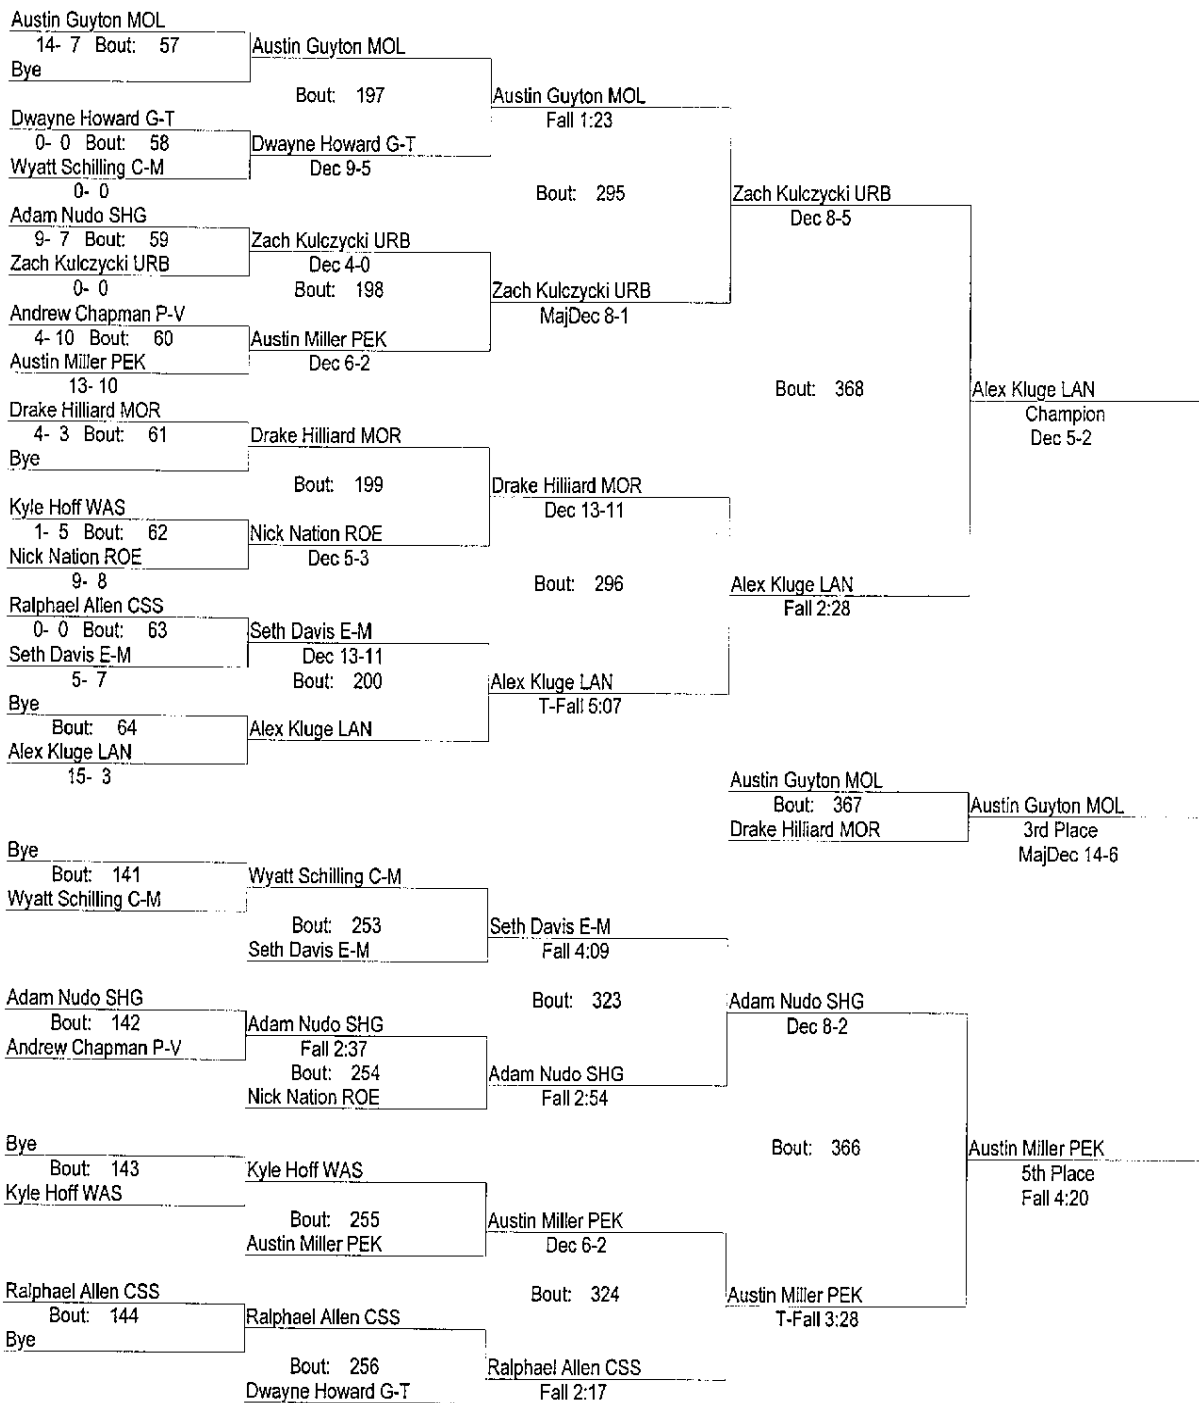 Austin Guyton MOL
14- 7 Bout: 57
Bye
Austin Guyton MOL
Bout: 197
Dwayne Howard G-T
0- 0 Bout: 58
Wyatt Schilling C-M
0- 0
Dwayne Howard G-T
Dec 9-5
Austin Guyton MOL
Fall 1:23
Bout: 295
Adam Nudo SHG
9- 7 Bout: 59
Zach Kulczycki URB
0- 0
Zach Kulczycki URB
Dec 4-0
Bout: 198
Andrew Chapman P-V
4- 10 Bout: 60
Austin Miller PEK
13- 10
Austin Miller PEK
Dec 6-2
Zach Kulczycki URB
MajDec 8-1
Zach Kulczycki URB
Dec 8-5
Bout: 368
Drake Hilliard MOR
4- 3 Bout: 61
Bye
Drake Hilliard MOR
Bout: 199
Kyle Hoff WAS
1- 5 Bout: 62
Nick Nation ROE
9- 8
Nick Nation ROE
Dec 5-3
Drake Hilliard MOR
Dec 13-11
Bout: 296
Ralphael Allen CSS
0- 0 Bout: 63
Seth Davis E-M
5- 7
Seth Davis E-M
Dec 13-11
Bout: 200
Bye
Bout: 64
Alex Kluge LAN
15- 3
Alex Kluge LAN
Alex Kluge LAN
T-Fall 5:07
Alex Kluge LAN
Fall 2:28
Alex Kluge LAN
Champion
Dec 5-2
Austin Guyton MOL
Bout: 367
Drake Hilliard MOR
Austin Guyton MOL
3rd Place
MajDec 14-6
Bye
Bout: 141
Wyatt Schilling C-M
Wyatt Schilling C-M
Bout: 253
Seth Davis E-M
Seth Davis E-M
Fall 4:09
Bout: 323
Adam Nudo SHG
Bout: 142
Andrew Chapman P-V
Adam Nudo SHG
Fall 2:37
Bout: 254
Nick Nation ROE
Adam Nudo SHG
Fall 2:54
Adam Nudo SHG
Dec 8-2
Bout: 366
Bye
Bout: 143
Kyle Hoff WAS
Kyle Hoff WAS
Bout: 255
Austin Miller PEK
Austin Miller PEK
Dec 6-2
Bout: 324
Ralphael Allen CSS
Bout: 144
Bye
Ralphael Allen CSS
Bout: 256
Dwayne Howard G-T
Ralphael Allen CSS
Fall 2:17
Austin Miller PEK
T-Fall 3:28
Austin Miller PEK
5th Place
Fall 4:20